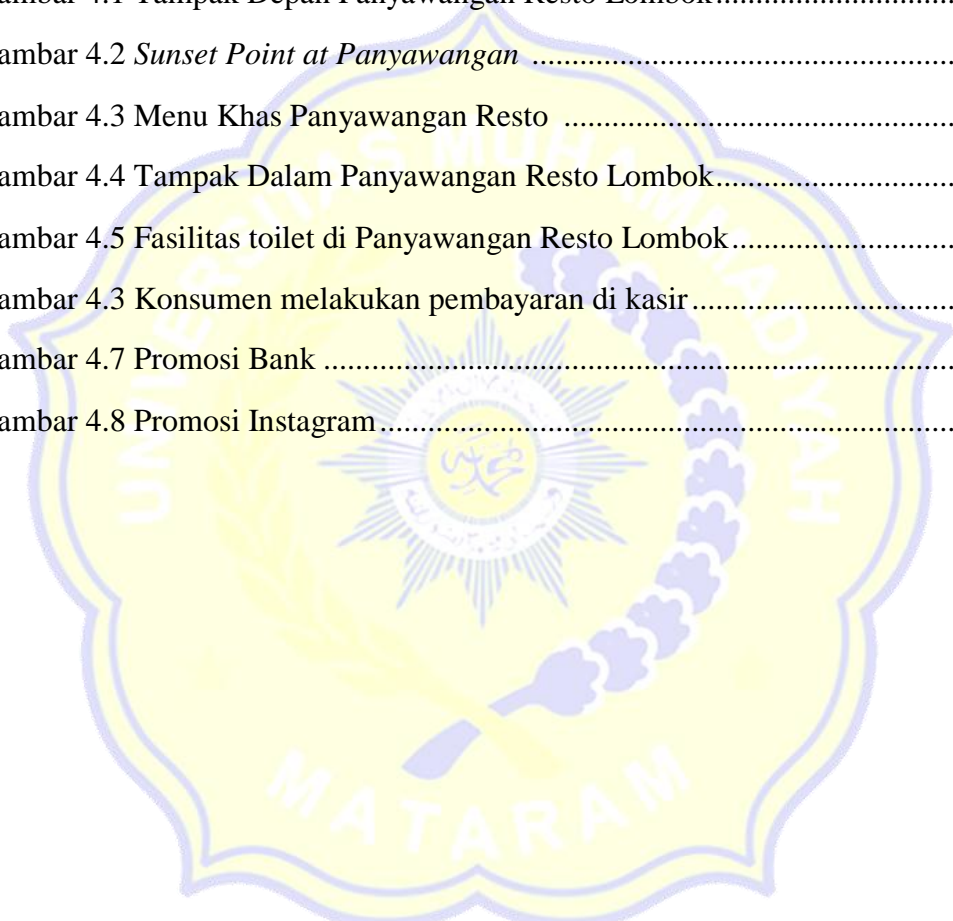 ambar 4.1 Tampak Depan Panyawangan Resto Lombok..............................
ambar 4.2 Sunset Point at Panyawangan ....................................................
ambar 4.3 Menu Khas Panyawangan Resto ................................................
ambar 4.4 Tampak Dalam Panyawangan Resto Lombok..............................
ambar 4.5 Fasilitas toilet di Panyawangan Resto Lombok............................
ambar 4.3 Konsumen melakukan pembayaran di kasir.................................
ambar 4.7 Promosi Bank ..............................................................................
ambar 4.8 Promosi Instagram.......................................................................
UNIVERSITAS MUHAMMADIYAH
MATARAM